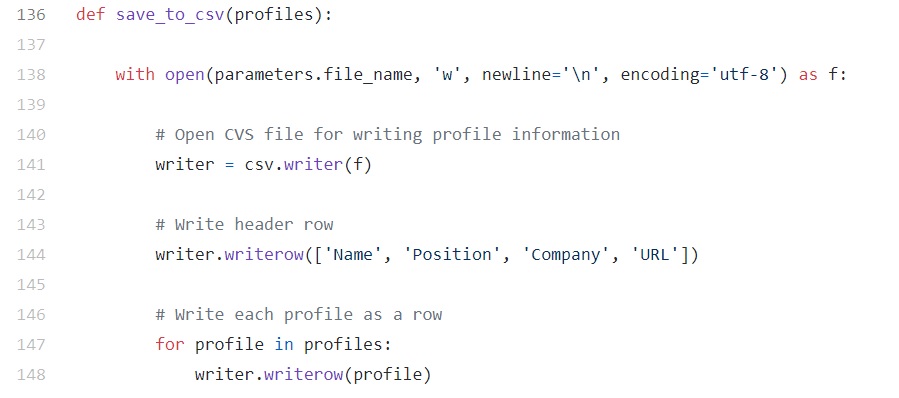 136 def save_to_csv(profiles):
137
138     with open(parameters.file_name, 'w', newline='\n', encoding='utf-8') as f:
139
140         # Open CVS file for writing profile information
141         writer = csv.writer(f)
142
143         # Write header row
144         writer.writerow(['Name', 'Position', 'Company', 'URL'])
145
146         # Write each profile as a row
147         for profile in profiles:
148             writer.writerow(profile)